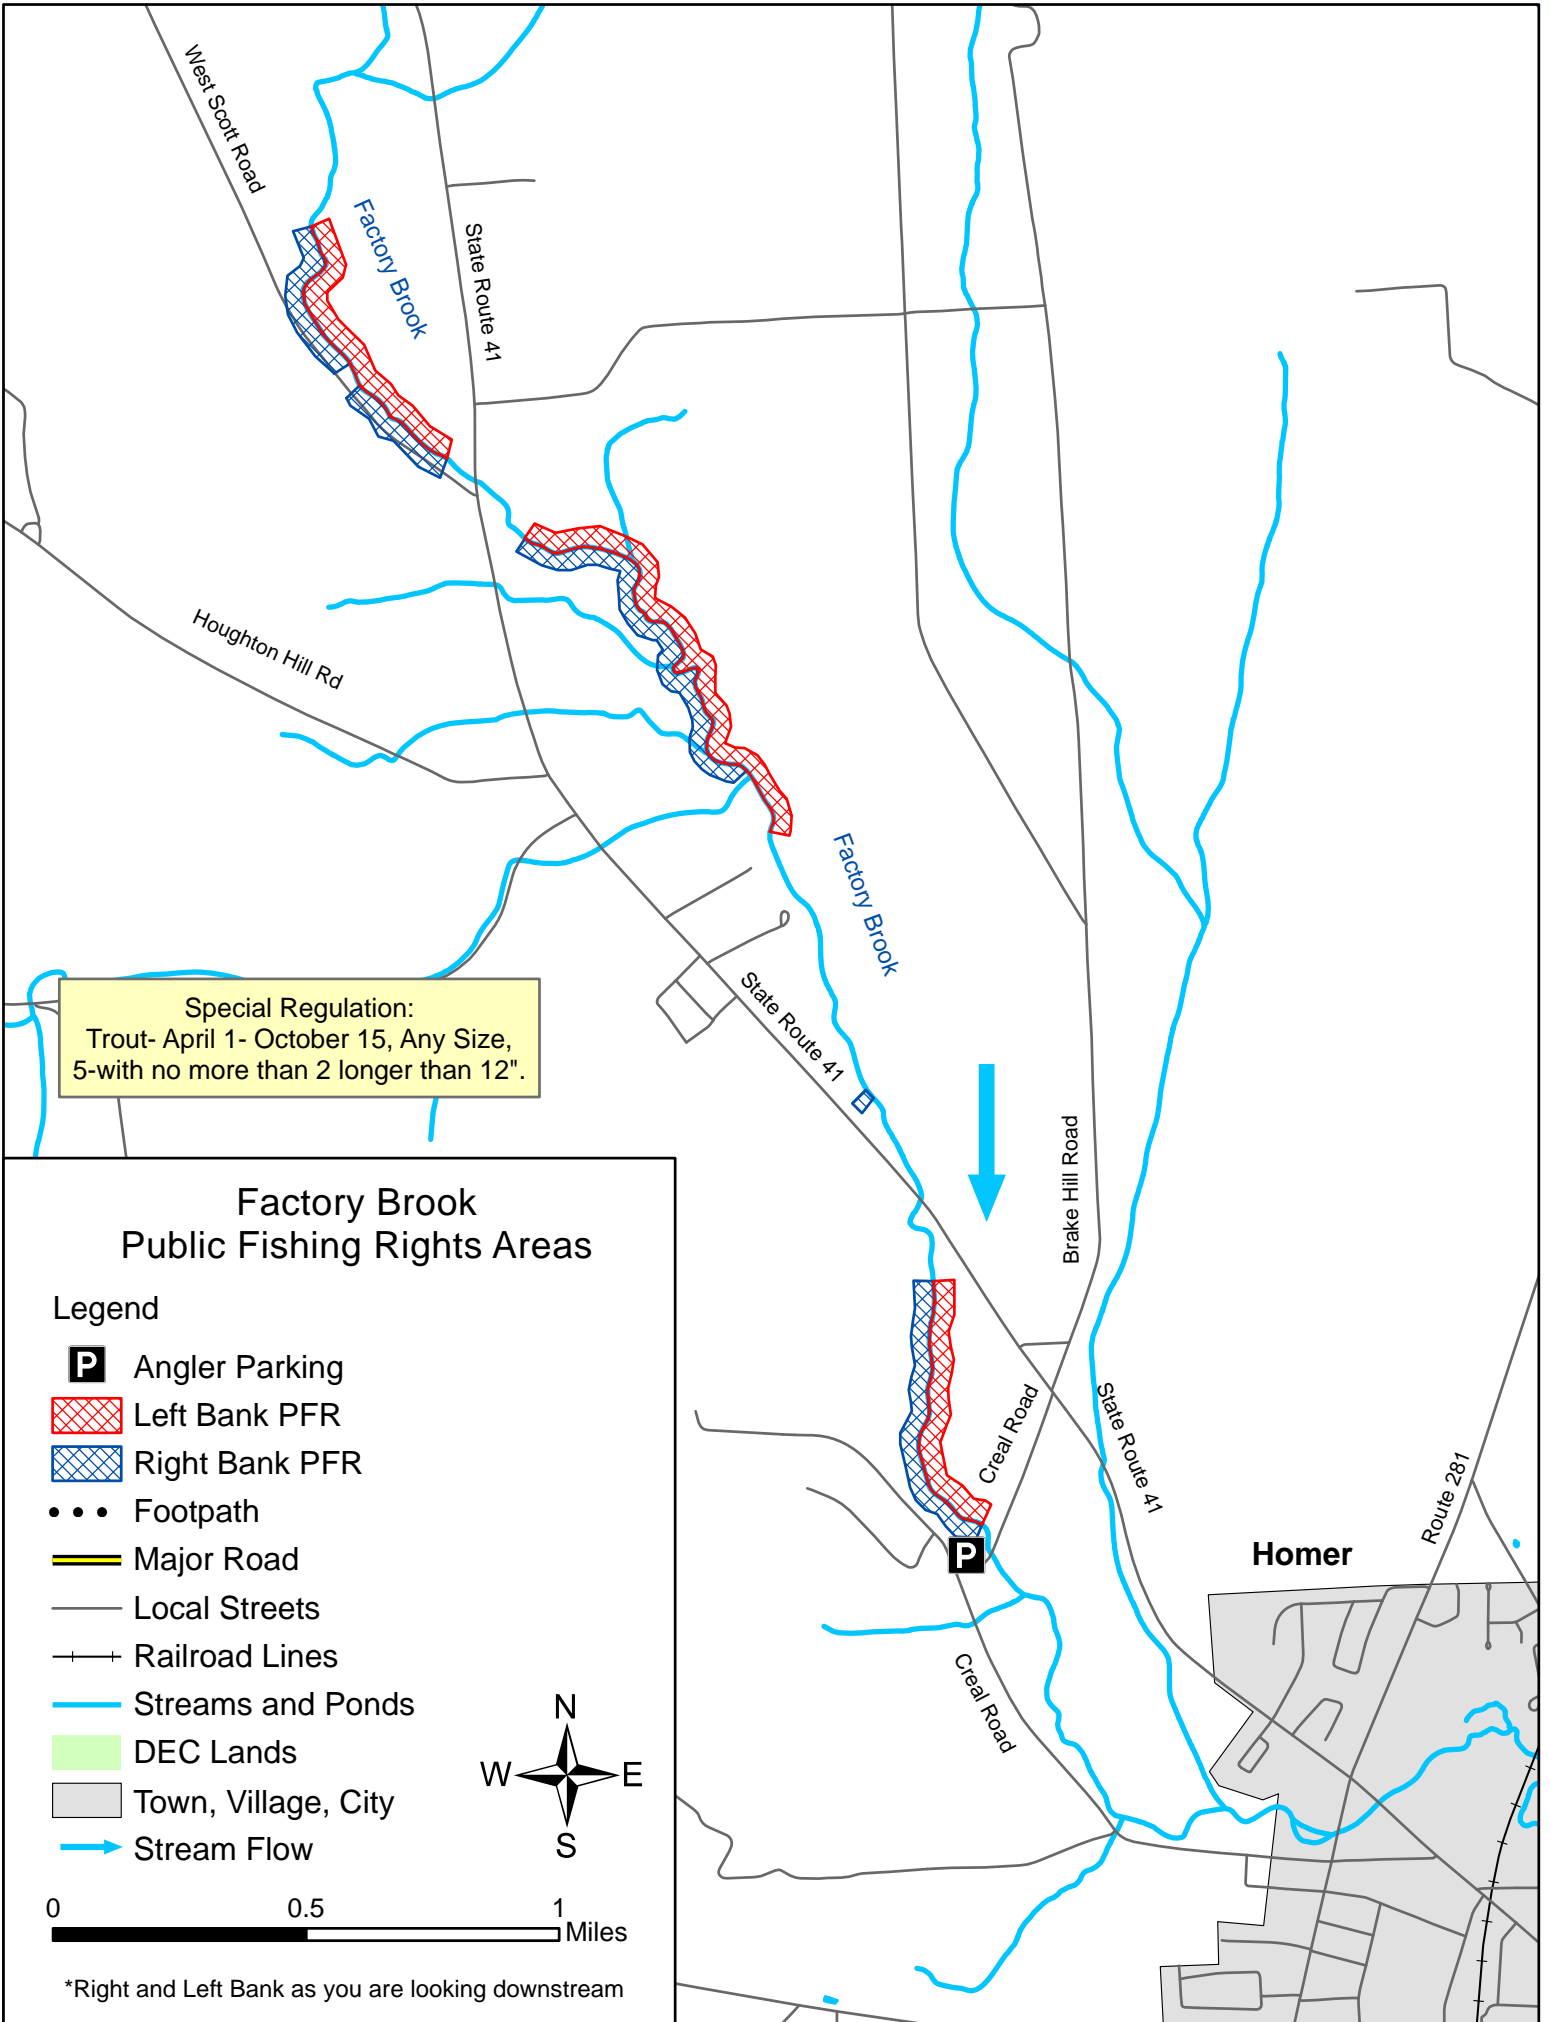 West Scott Road
Factory Brook
State Route 41
Houghton Hill Rd
Factory Brook
State Route 41
Special Regulation:
Trout- April 1- October 15, Any Size,
5-with no more than 2 longer than 12".
Brake Hill Road
Creal Road
State Route 41
Route 281
Homer
P
Creal Road
Factory Brook
Public Fishing Rights Areas
Legend
P Angler Parking
Left Bank PFR
Right Bank PFR
Footpath
Major Road
Local Streets
Railroad Lines
Streams and Ponds
DEC Lands
Town, Village, City
Stream Flow
N
W E
S
0 0.5 1
Miles
*Right and Left Bank as you are looking downstream